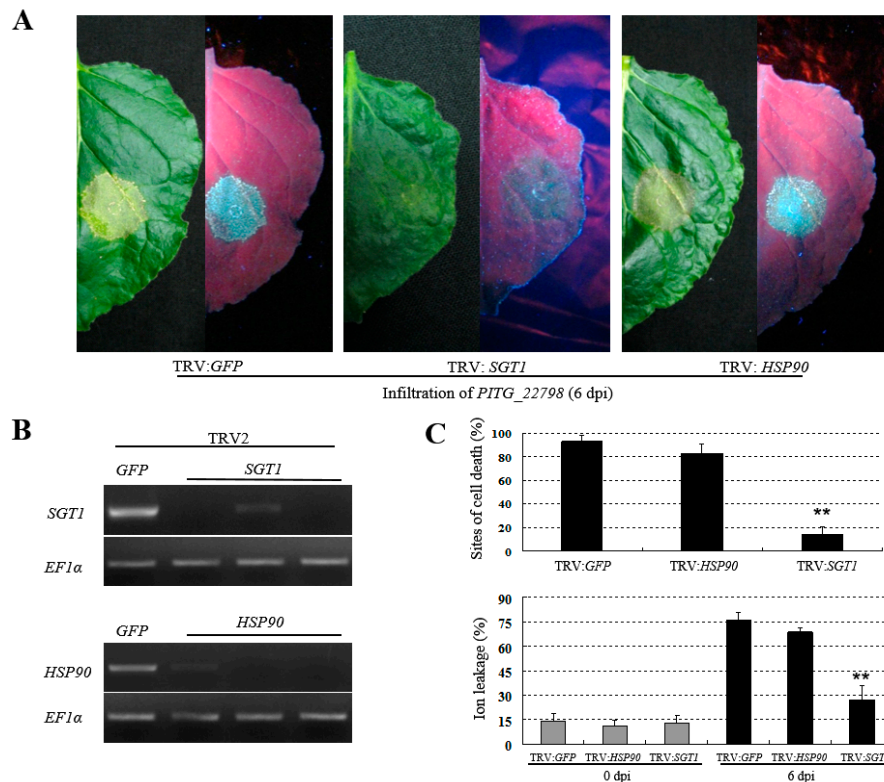 A
TRV:GFP TRV: SGT1 TRV: HSP90
Infiltration of PITG_22798 (6 dpi)
B
TRV2
GFP SGT1
SGT1
EF1α
GFP HSP90
HSP90
EF1α
C
Sites of cell death (%)
100
80
60
40
20
0
**
TRV:GFP TRV:HSP90 TRV:SGT1
Ion leakage (%)
90
75
60
45
30
15
0
**
TRV:GFP TRV:HSP90 TRV:SGT1 TRV:GFP TRV:HSP90 TRV:SGT
0 dpi 6 dpi